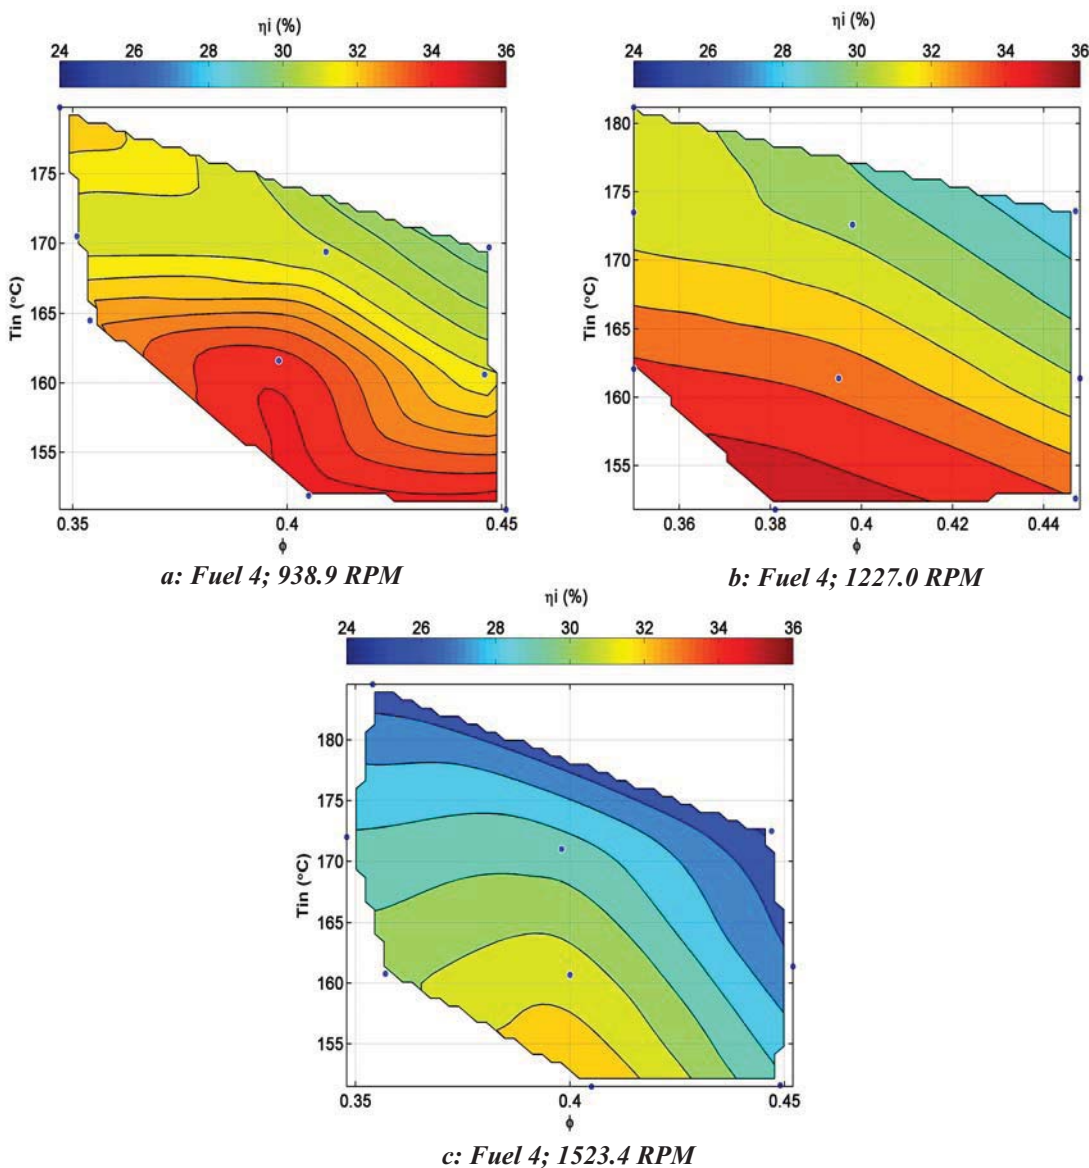 ηi (%)
24 26 28 30 32 34 36
Tin (°C)
175
170
165
160
155
0.35 0.4 0.45
ϕ
a: Fuel 4; 938.9 RPM
ηi (%)
24 26 28 30 32 34 36
Tin (°C)
180
175
170
165
160
155
0.36 0.38 0.4 0.42 0.44
ϕ
b: Fuel 4; 1227.0 RPM
ηi (%)
24 26 28 30 32 34 36
Tin (°C)
180
175
170
165
160
155
0.35 0.4 0.45
ϕ
c: Fuel 4; 1523.4 RPM